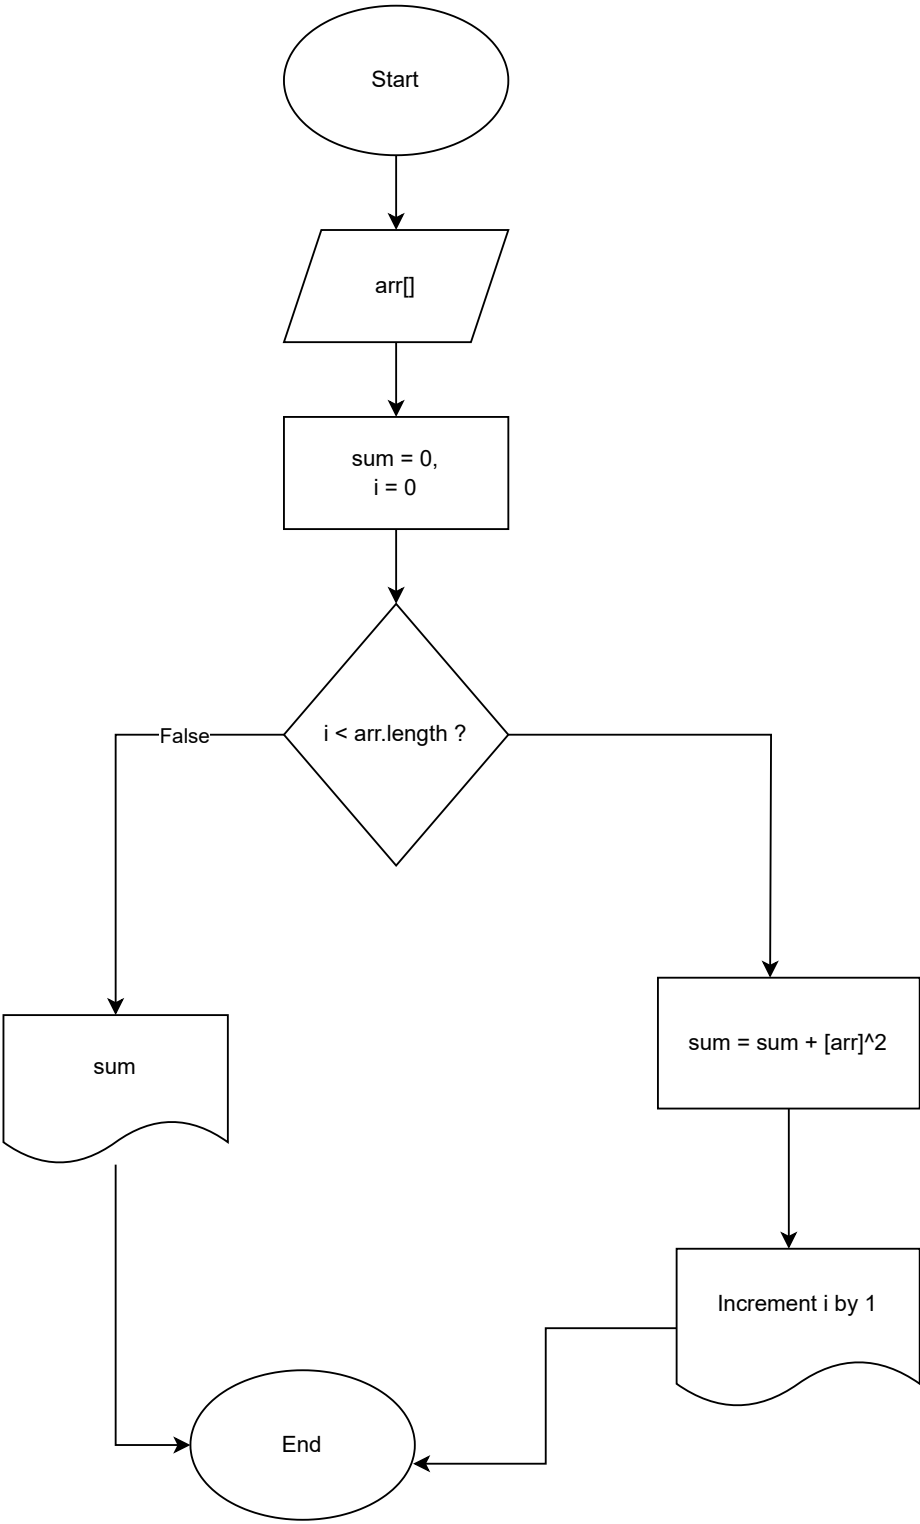 Start
arr[]
sum = 0,
i = 0
i < arr.length ?
False
sum
sum = sum + [arr]^2
Increment i by 1
End